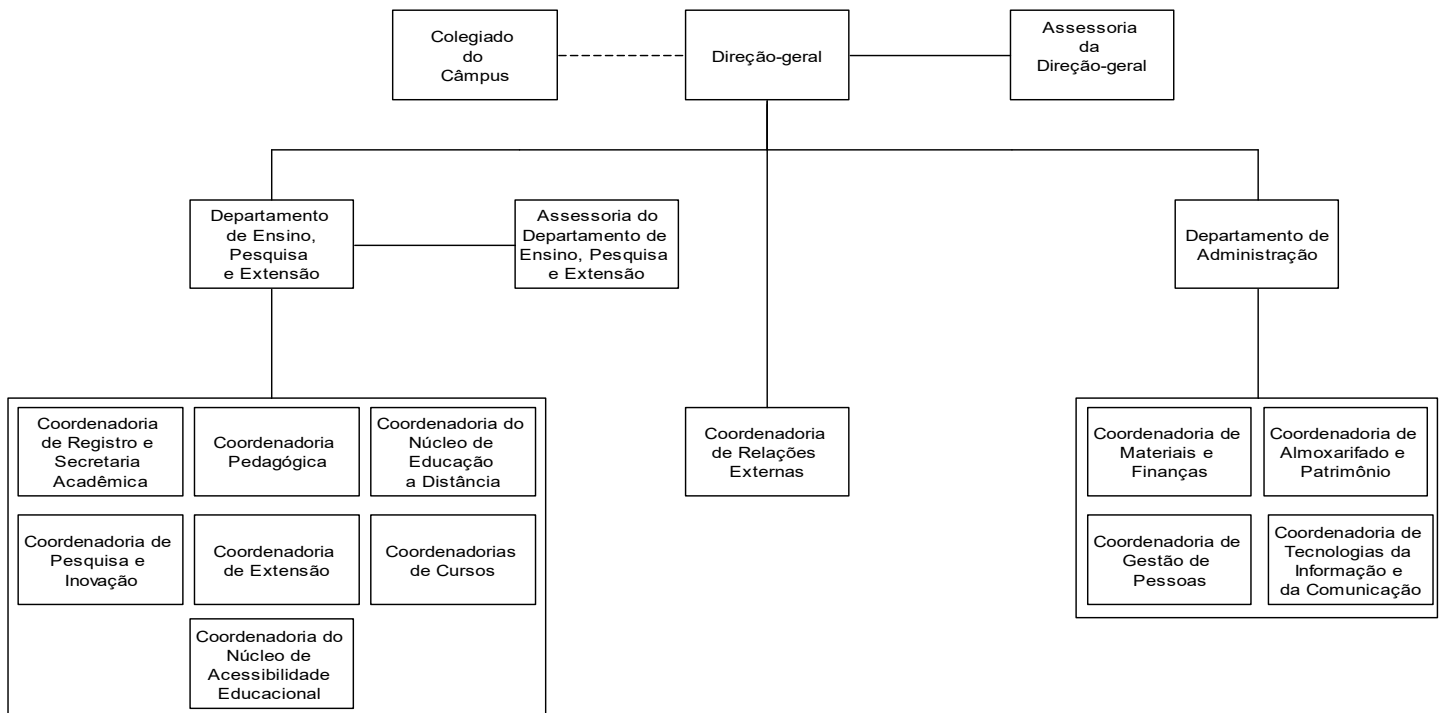 Colegiado
do
Câmpus
Direção-geral
Assessoria
da
Direção-geral
Departamento
de Ensino,
Pesquisa
e Extensão
Assessoria do
Departamento de
Ensino, Pesquisa
e Extensão
Departamento de
Administração
Coordenadoria
de Registro e
Secretaria
Acadêmica
Coordenadoria
Pedagógica
Coordenadoria do
Núcleo de
Educação
a Distância
Coordenadoria de
Pesquisa e
Inovação
Coordenadoria
de Extensão
Coordenadorias
de Cursos
Coordenadoria do
Núcleo de
Acessibilidade
Educacional
Coordenadoria
de Relações
Externas
Coordenadoria de
Materiais e
Finanças
Coordenadoria de
Almoxarifado e
Patrimônio
Coordenadoria de
Gestão de
Pessoas
Coordenadoria de
Tecnologias da
Informação e
da Comunicação